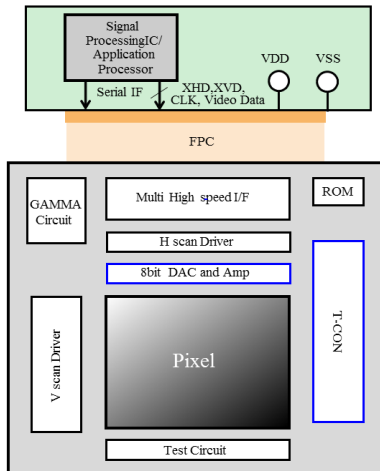 Signal
ProcessingIC/
Application
Processor
VDD
VSS
Serial IF
XHD,XVD,
CLK, Video Data
FPC
GAMMA
Circuit
Multi High speed I/F
ROM
H scan Driver
8bit DAC and Amp
T-CON
V scan Driver
Pixel
Test Circuit